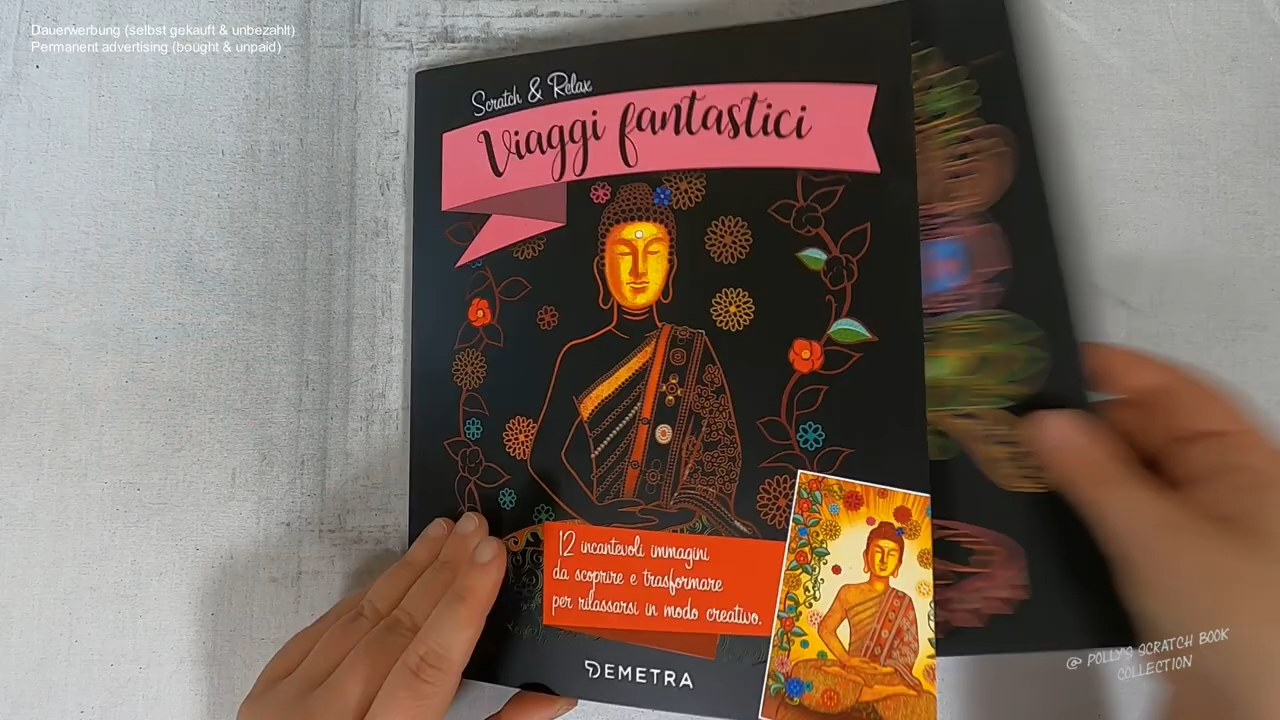 Dauerwerbung (selbst gekauft & unbezahlt)
Permanent advertising (bought & unpaid)
Scratch & Relax
Viaggi fantastici
12 incantevoli immagini
da scoprire e trasformare
per rilassarsi in modo creativo.
DEMETRA
@ POLLY'S SCRATCH BOOK
COLLECTION